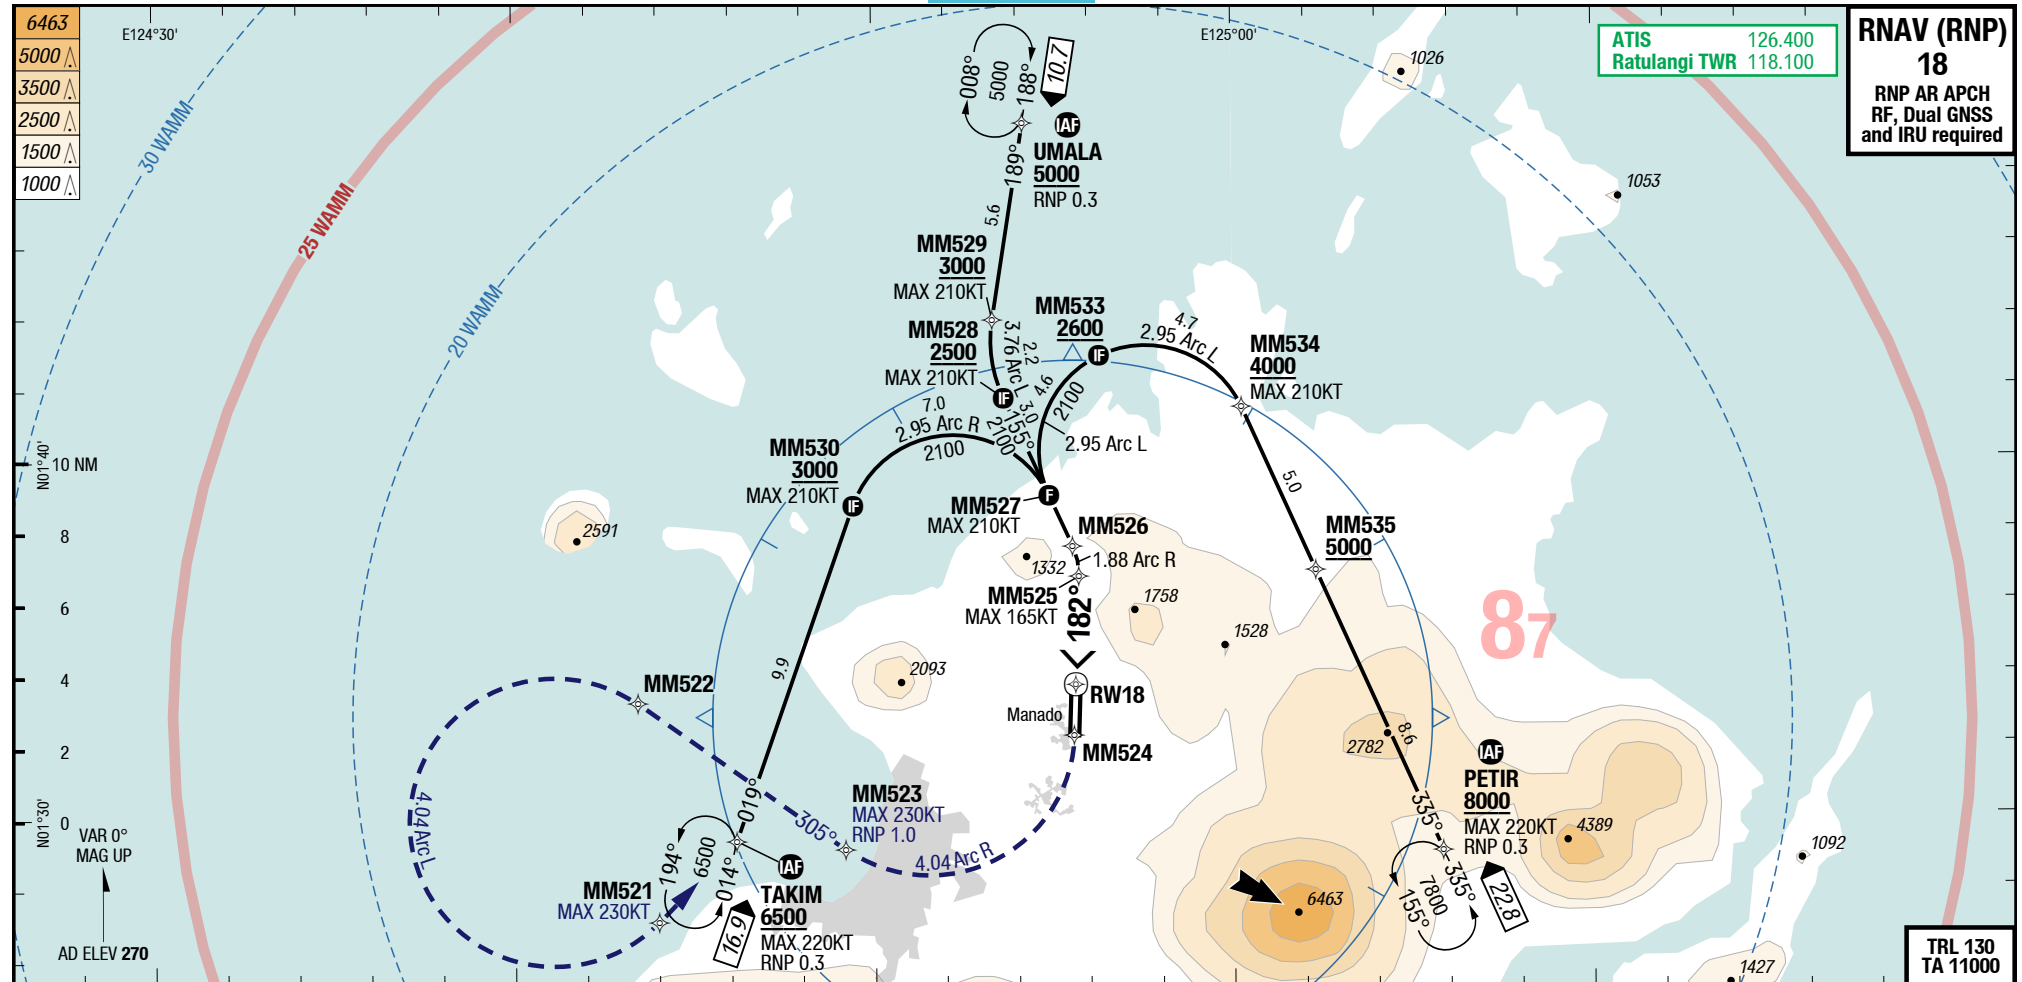 6463
5000
3500
2500
1500
1000
E124°30'
E125°00'
30 WAMM
25 WAMM
20 WAMM
ATIS 126.400
Ratulangi TWR 118.100
RNAV (RNP)
18
RNP AR APCH
RF, Dual GNSS
and IRU required
008°
5000
188°
10.7
IAF
UMALA
5000
RNP 0.3
189°
5.6
1026
1053
MM529
3000
MAX 210KT
MM528
2500
MAX 210KT
IF
3.76 Arc L
2.2
3.0
155°
2100
MM533
2600
IF
4.6
2100
2.95 Arc L
4.7
2.95 Arc L
MM534
4000
MAX 210KT
5.0
MM535
5000
7.0
2.95 Arc R
2100
MM530
3000
MAX 210KT
IF
9.9
N01°40'
10 NM
8
6
4
2
0
N01°30'
2591
MM527
MAX 210KT
F
MM526
1.88 Arc R
1332
MM525
MAX 165KT
182°
1758
1528
87
2093
RW18
Manado
MM524
MM522
MM523
MAX 230KT
RNP 1.0
305°
4.04 Arc R
4.04 Arc L
MM521
MAX 230KT
019°
194°
6500
014°
16.9
IAF
TAKIM
6500
MAX 220KT
RNP 0.3
2782
8.6
IAF
PETIR
8000
MAX 220KT
RNP 0.3
335°
335°
7800
155°
22.8
4389
1092
6463
1427
VAR 0°
MAG UP
AD ELEV 270
TRL 130
TA 11000